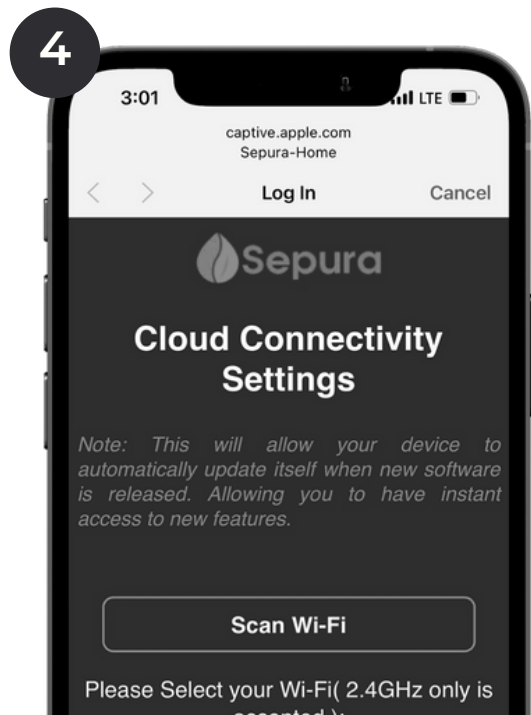 4
3:01
LTE
captive.apple.com
Sepura-Home
Log In
Cancel
Sepura
Cloud Connectivity
Settings
Note: This will allow your device to
automatically update itself when new software
is released. Allowing you to have instant
access to new features.
Scan Wi-Fi
Please Select your Wi-Fi( 2.4GHz only is
accepted ):